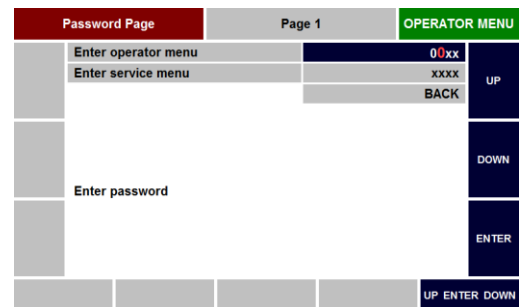 Password Page Page 1 OPERATOR MENU
Enter operator menu 00xx
Enter service menu xxxx
UP
BACK
DOWN
Enter password
ENTER
UP ENTER DOWN